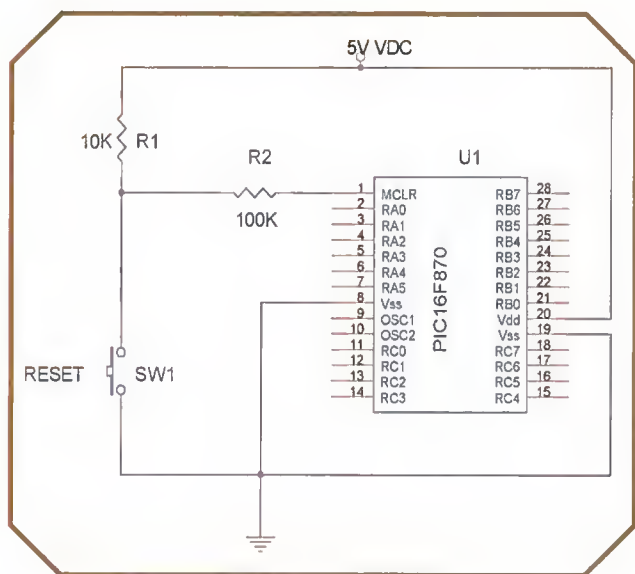 5V VDC
10K R1
R2
100K
U1
PIC16F870
1 MCLR
2 RA0
3 RA1
4 RA2
5 RA3
6 RA4
7 RA5
8 Vss
9 OSC1
10 OSC2
11 RC0
12 RC1
13 RC2
14 RC3
RB7 28
RB6 27
RB5 26
RB4 25
RB3 24
RB2 23
RB1 22
RB0 21
Vdd 20
Vss 19
RC7 18
RC6 17
RC5 16
RC4 15
RESET SW1